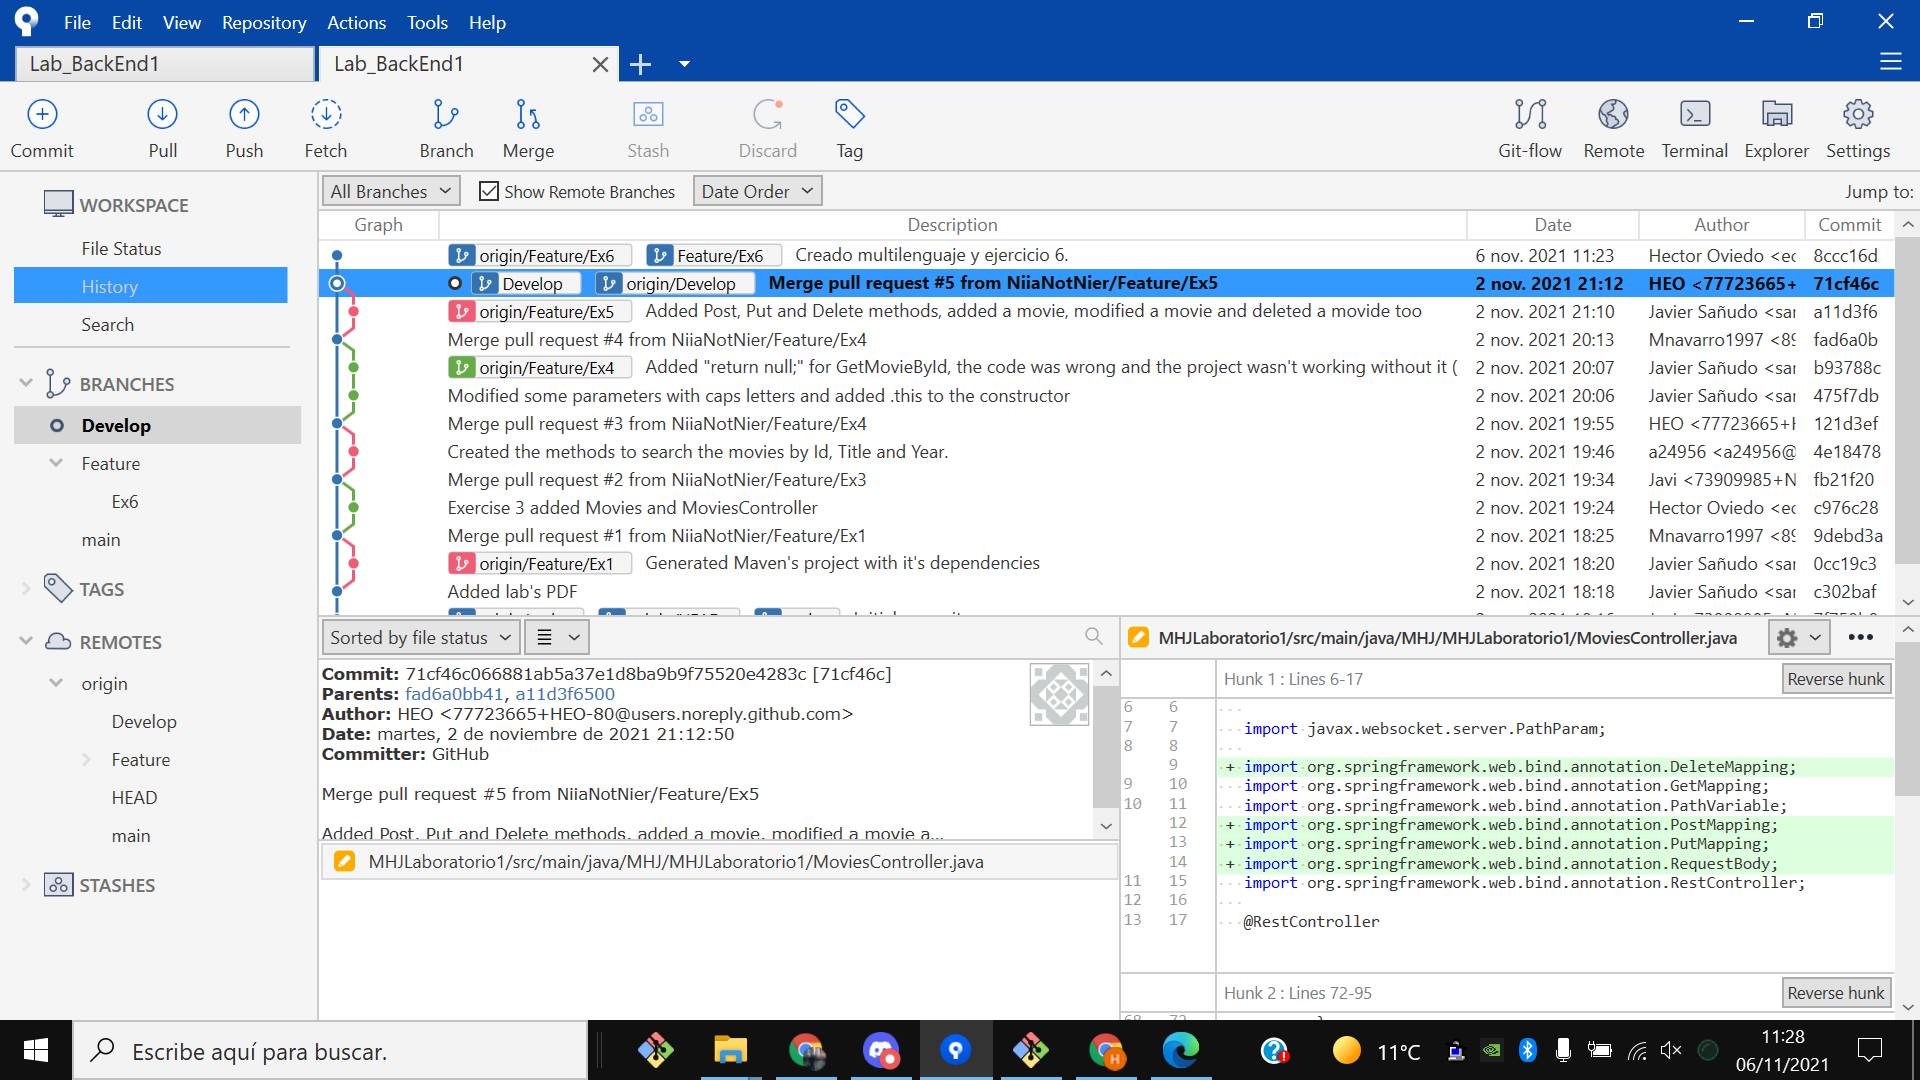 File Edit View Repository Actions Tools Help
Lab_BackEnd1 Lab_BackEnd1
Commit Pull Push Fetch Branch Merge Stash Discard Tag Git-flow Remote Terminal Explorer Settings
WORKSPACE
File Status
History
Search
BRANCHES
Develop
Feature
Ex6
main
TAGS
REMOTES
origin
Develop
Feature
HEAD
main
STASHES
All Branches Show Remote Branches Date Order Jump to:
Graph Description Date Author Commit
origin/Feature/Ex6 Feature/Ex6 Creado multilenguaje y ejercicio 6. 6 nov. 2021 11:23 Hector Oviedo <ec 8ccc16d
Develop origin/Develop Merge pull request #5 from NiiaNotNier/Feature/Ex5 2 nov. 2021 21:12 HEO <77723665+ 71cf46c
origin/Feature/Ex5 Added Post, Put and Delete methods, added a movie, modified a movie and deleted a movide too 2 nov. 2021 21:10 Javier Sañudo <sar a11d3f6
Merge pull request #4 from NiiaNotNier/Feature/Ex4 2 nov. 2021 20:13 Mnavarro1997 <89 fad6a0b
origin/Feature/Ex4 Added "return null;" for GetMovieById, the code was wrong and the project wasn't working without it ( 2 nov. 2021 20:07 Javier Sañudo <sar b93788c
Modified some parameters with caps letters and added .this to the constructor 2 nov. 2021 20:06 Javier Sañudo <sar 475f7db
Merge pull request #3 from NiiaNotNier/Feature/Ex4 2 nov. 2021 19:55 HEO <77723665+H 121d3ef
Created the methods to search the movies by Id, Title and Year. 2 nov. 2021 19:46 a24956 <a24956@ 4e18478
Merge pull request #2 from NiiaNotNier/Feature/Ex3 2 nov. 2021 19:34 Javi <73909985+N fb21f20
Exercise 3 added Movies and MoviesController 2 nov. 2021 19:24 Hector Oviedo <ec c976c28
Merge pull request #1 from NiiaNotNier/Feature/Ex1 2 nov. 2021 18:25 Mnavarro1997 <89 9debd3a
origin/Feature/Ex1 Generated Maven's project with it's dependencies 2 nov. 2021 18:20 Javier Sañudo <sar 0cc19c3
Added lab's PDF 2 nov. 2021 18:18 Javier Sañudo <sar c302baf
Sorted by file status
Commit: 71cf46c066881ab5a37e1d8ba9b9f75520e4283c [71cf46c]
Parents: fad6a0bb41, a11d3f6500
Author: HEO <77723665+HEO-80@users.noreply.github.com>
Date: martes, 2 de noviembre de 2021 21:12:50
Committer: GitHub
Merge pull request #5 from NiiaNotNier/Feature/Ex5
Added Post, Put and Delete methods, added a movie, modified a movie a...
MHJLaboratorio1/src/main/java/MHJ/MHJLaboratorio1/MoviesController.java
MHJLaboratorio1/src/main/java/MHJ/MHJLaboratorio1/MoviesController.java
Hunk 1 : Lines 6-17 Reverse hunk
6 6
7 7 import javax.websocket.server.PathParam;
8 8
9 + import org.springframework.web.bind.annotation.DeleteMapping;
9 10 import org.springframework.web.bind.annotation.GetMapping;
10 11 import org.springframework.web.bind.annotation.PathVariable;
12 + import org.springframework.web.bind.annotation.PostMapping;
13 + import org.springframework.web.bind.annotation.PutMapping;
14 + import org.springframework.web.bind.annotation.RequestBody;
11 15 import org.springframework.web.bind.annotation.RestController;
12 16
13 17 @RestController
Hunk 2 : Lines 72-95 Reverse hunk
Escribe aquí para buscar.
11°C
11:28
06/11/2021